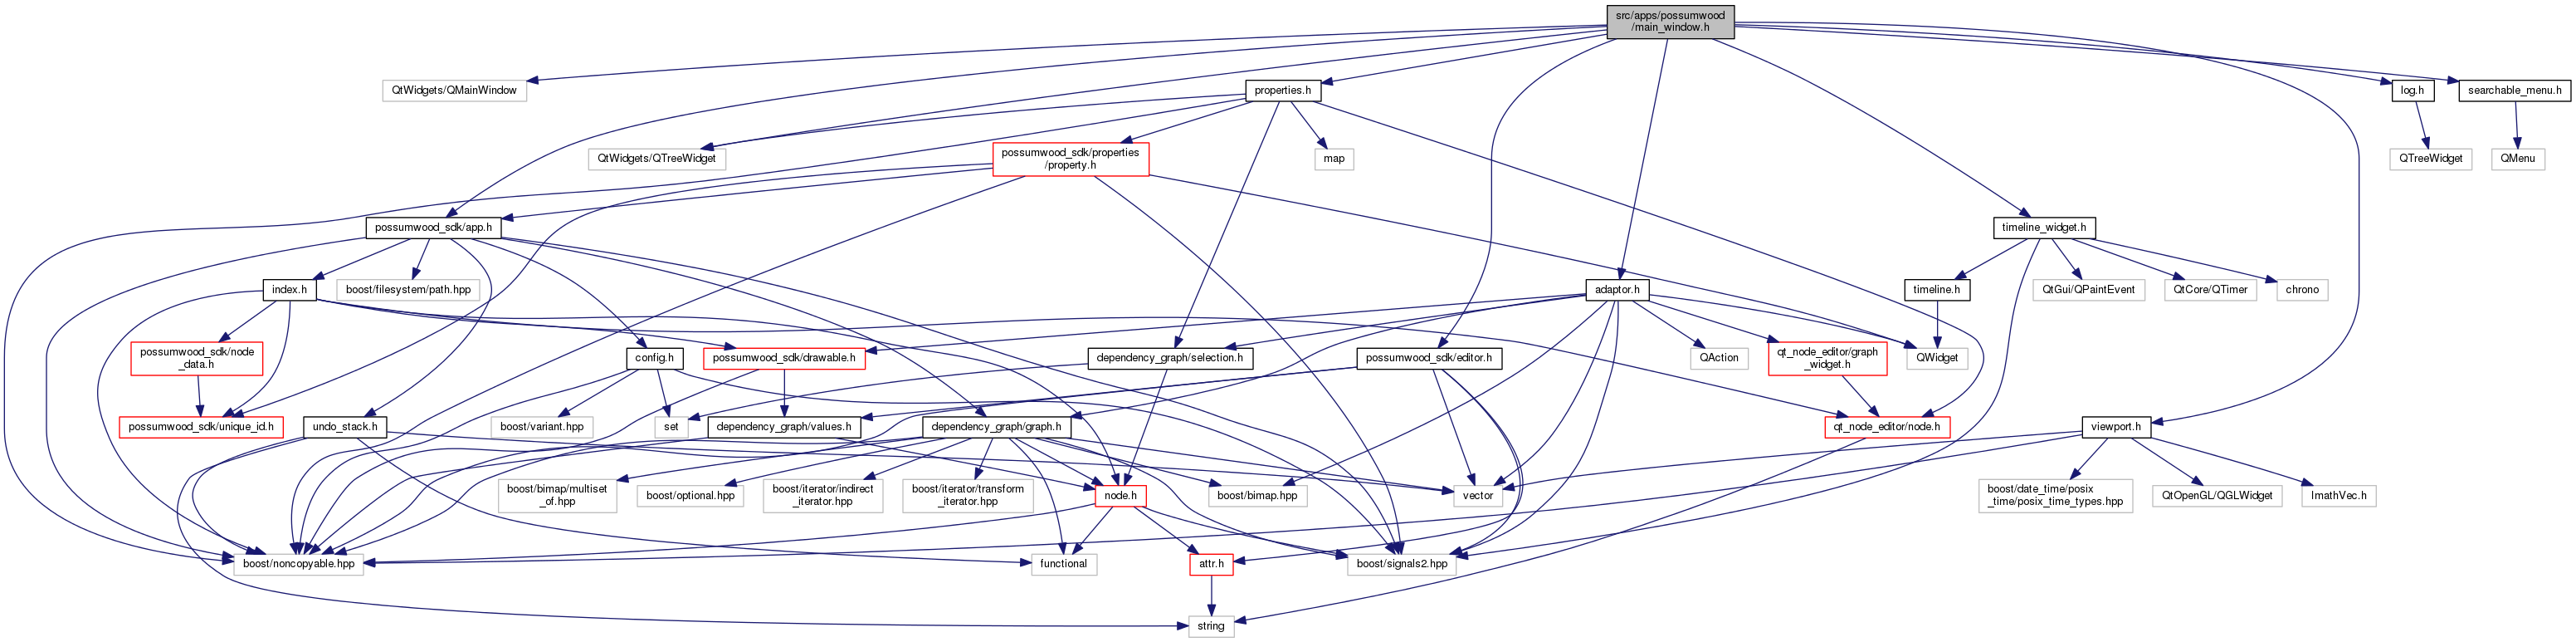 src/apps/possumwood
/main_window.h
QtWidgets/QMainWindow
properties.h
log.h
searchable_menu.h
QtWidgets/QTreeWidget
possumwood_sdk/properties
/property.h
map
QTreeWidget
QMenu
possumwood_sdk/app.h
timeline_widget.h
index.h
boost/filesystem/path.hpp
adaptor.h
timeline.h
QtGui/QPaintEvent
QtCore/QTimer
chrono
possumwood_sdk/node
_data.h
config.h
possumwood_sdk/drawable.h
dependency_graph/selection.h
possumwood_sdk/editor.h
QAction
qt_node_editor/graph
_widget.h
QWidget
possumwood_sdk/unique_id.h
undo_stack.h
boost/variant.hpp
set
dependency_graph/values.h
dependency_graph/graph.h
qt_node_editor/node.h
viewport.h
boost/bimap/multiset
_of.hpp
boost/optional.hpp
boost/iterator/indirect
_iterator.hpp
boost/iterator/transform
_iterator.hpp
node.h
boost/bimap.hpp
vector
boost/date_time/posix
_time/posix_time_types.hpp
QtOpenGL/QGLWidget
ImathVec.h
boost/noncopyable.hpp
functional
attr.h
boost/signals2.hpp
string